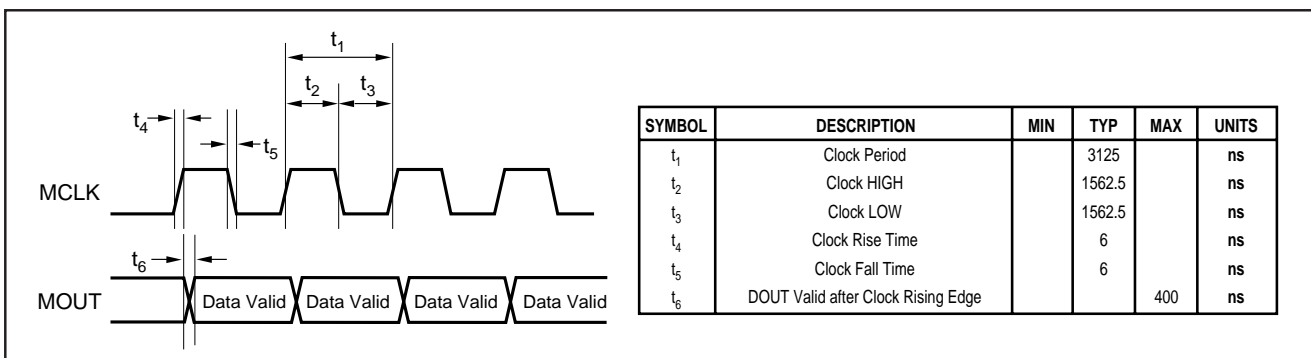 t1
t2 t3
t4
t5
MCLK
t6
MOUT Data Valid Data Valid Data Valid Data Valid
SYMBOL DESCRIPTION MIN TYP MAX UNITS
t1 Clock Period 3125 ns
t2 Clock HIGH 1562.5 ns
t3 Clock LOW 1562.5 ns
t4 Clock Rise Time 6 ns
t5 Clock Fall Time 6 ns
t6 DOUT Valid after Clock Rising Edge 400 ns